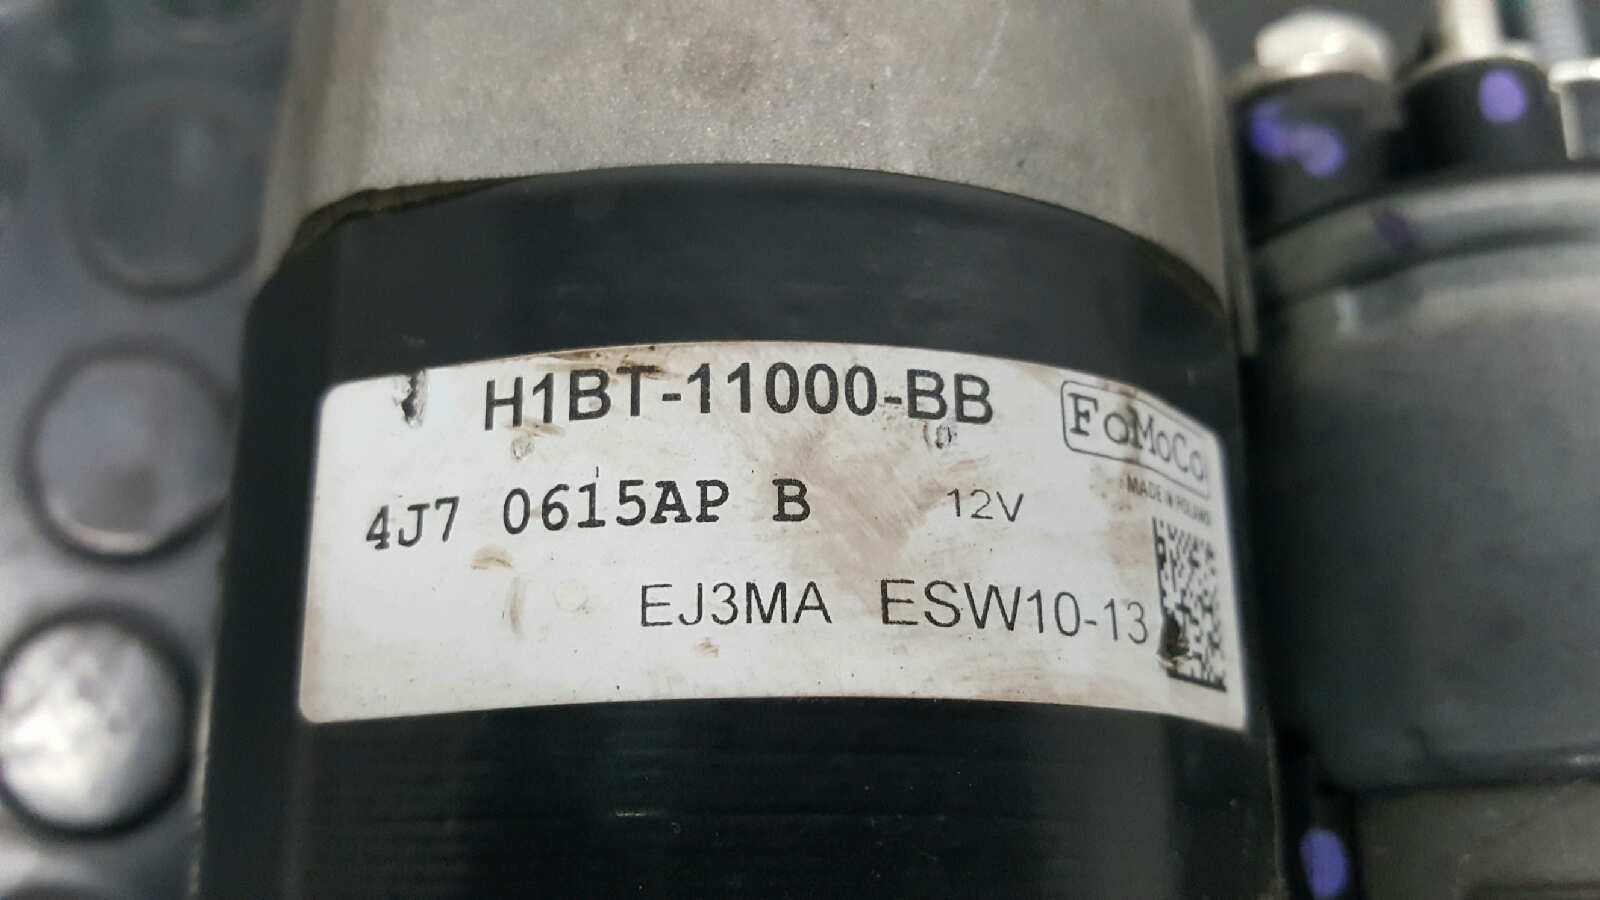 H1BT-11000-BB
FoMoCo
MADE IN POLAND
4J7 0615AP B 12V
EJ3MA ESW10-13